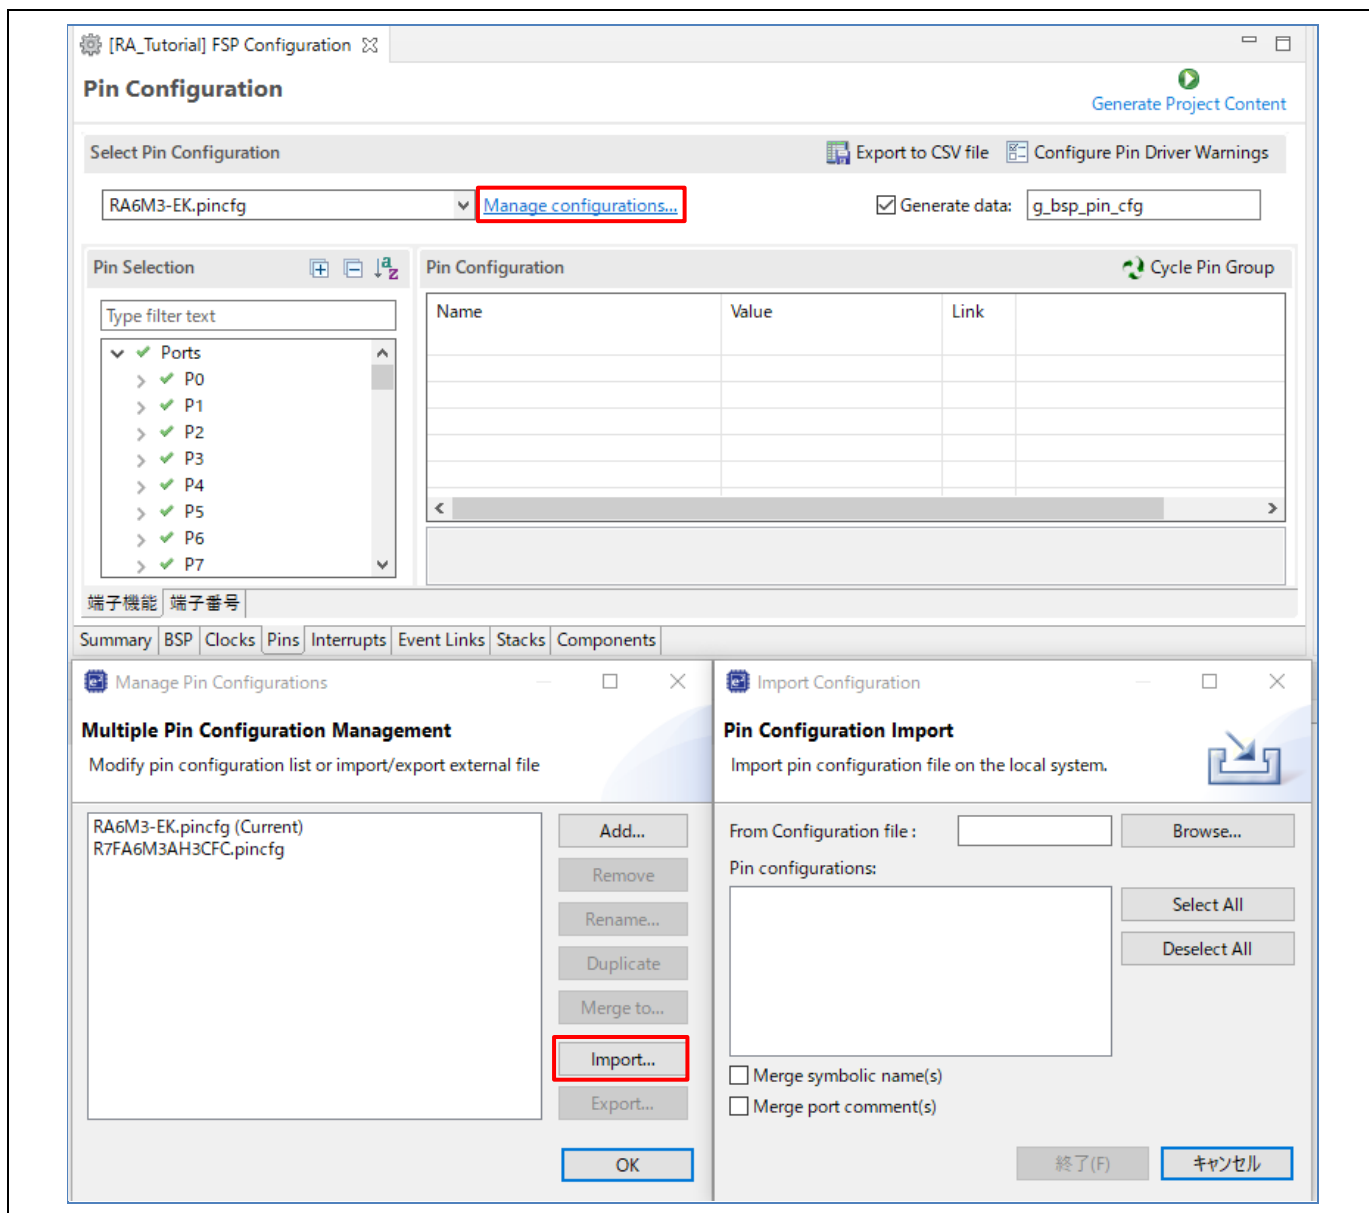 [RA_Tutorial] FSP Configuration
Pin Configuration
Generate Project Content
Select Pin Configuration
Export to CSV file
Configure Pin Driver Warnings
RA6M3-EK.pincfg
Manage configurations...
Generate data:
g_bsp_pin_cfg
Pin Selection
Pin Configuration
Cycle Pin Group
Type filter text
Name Value Link
Ports
P0
P1
P2
P3
P4
P5
P6
P7
端子機能 端子番号
Summary BSP Clocks Pins Interrupts Event Links Stacks Components
Manage Pin Configurations
Multiple Pin Configuration Management
Modify pin configuration list or import/export external file
RA6M3-EK.pincfg (Current)
R7FA6M3AH3CFC.pincfg
Add...
Remove
Rename...
Duplicate
Merge to...
Import...
Export...
OK
Import Configuration
Pin Configuration Import
Import pin configuration file on the local system.
From Configuration file :
Browse...
Pin configurations:
Select All
Deselect All
Merge symbolic name(s)
Merge port comment(s)
終了(F)
キャンセル